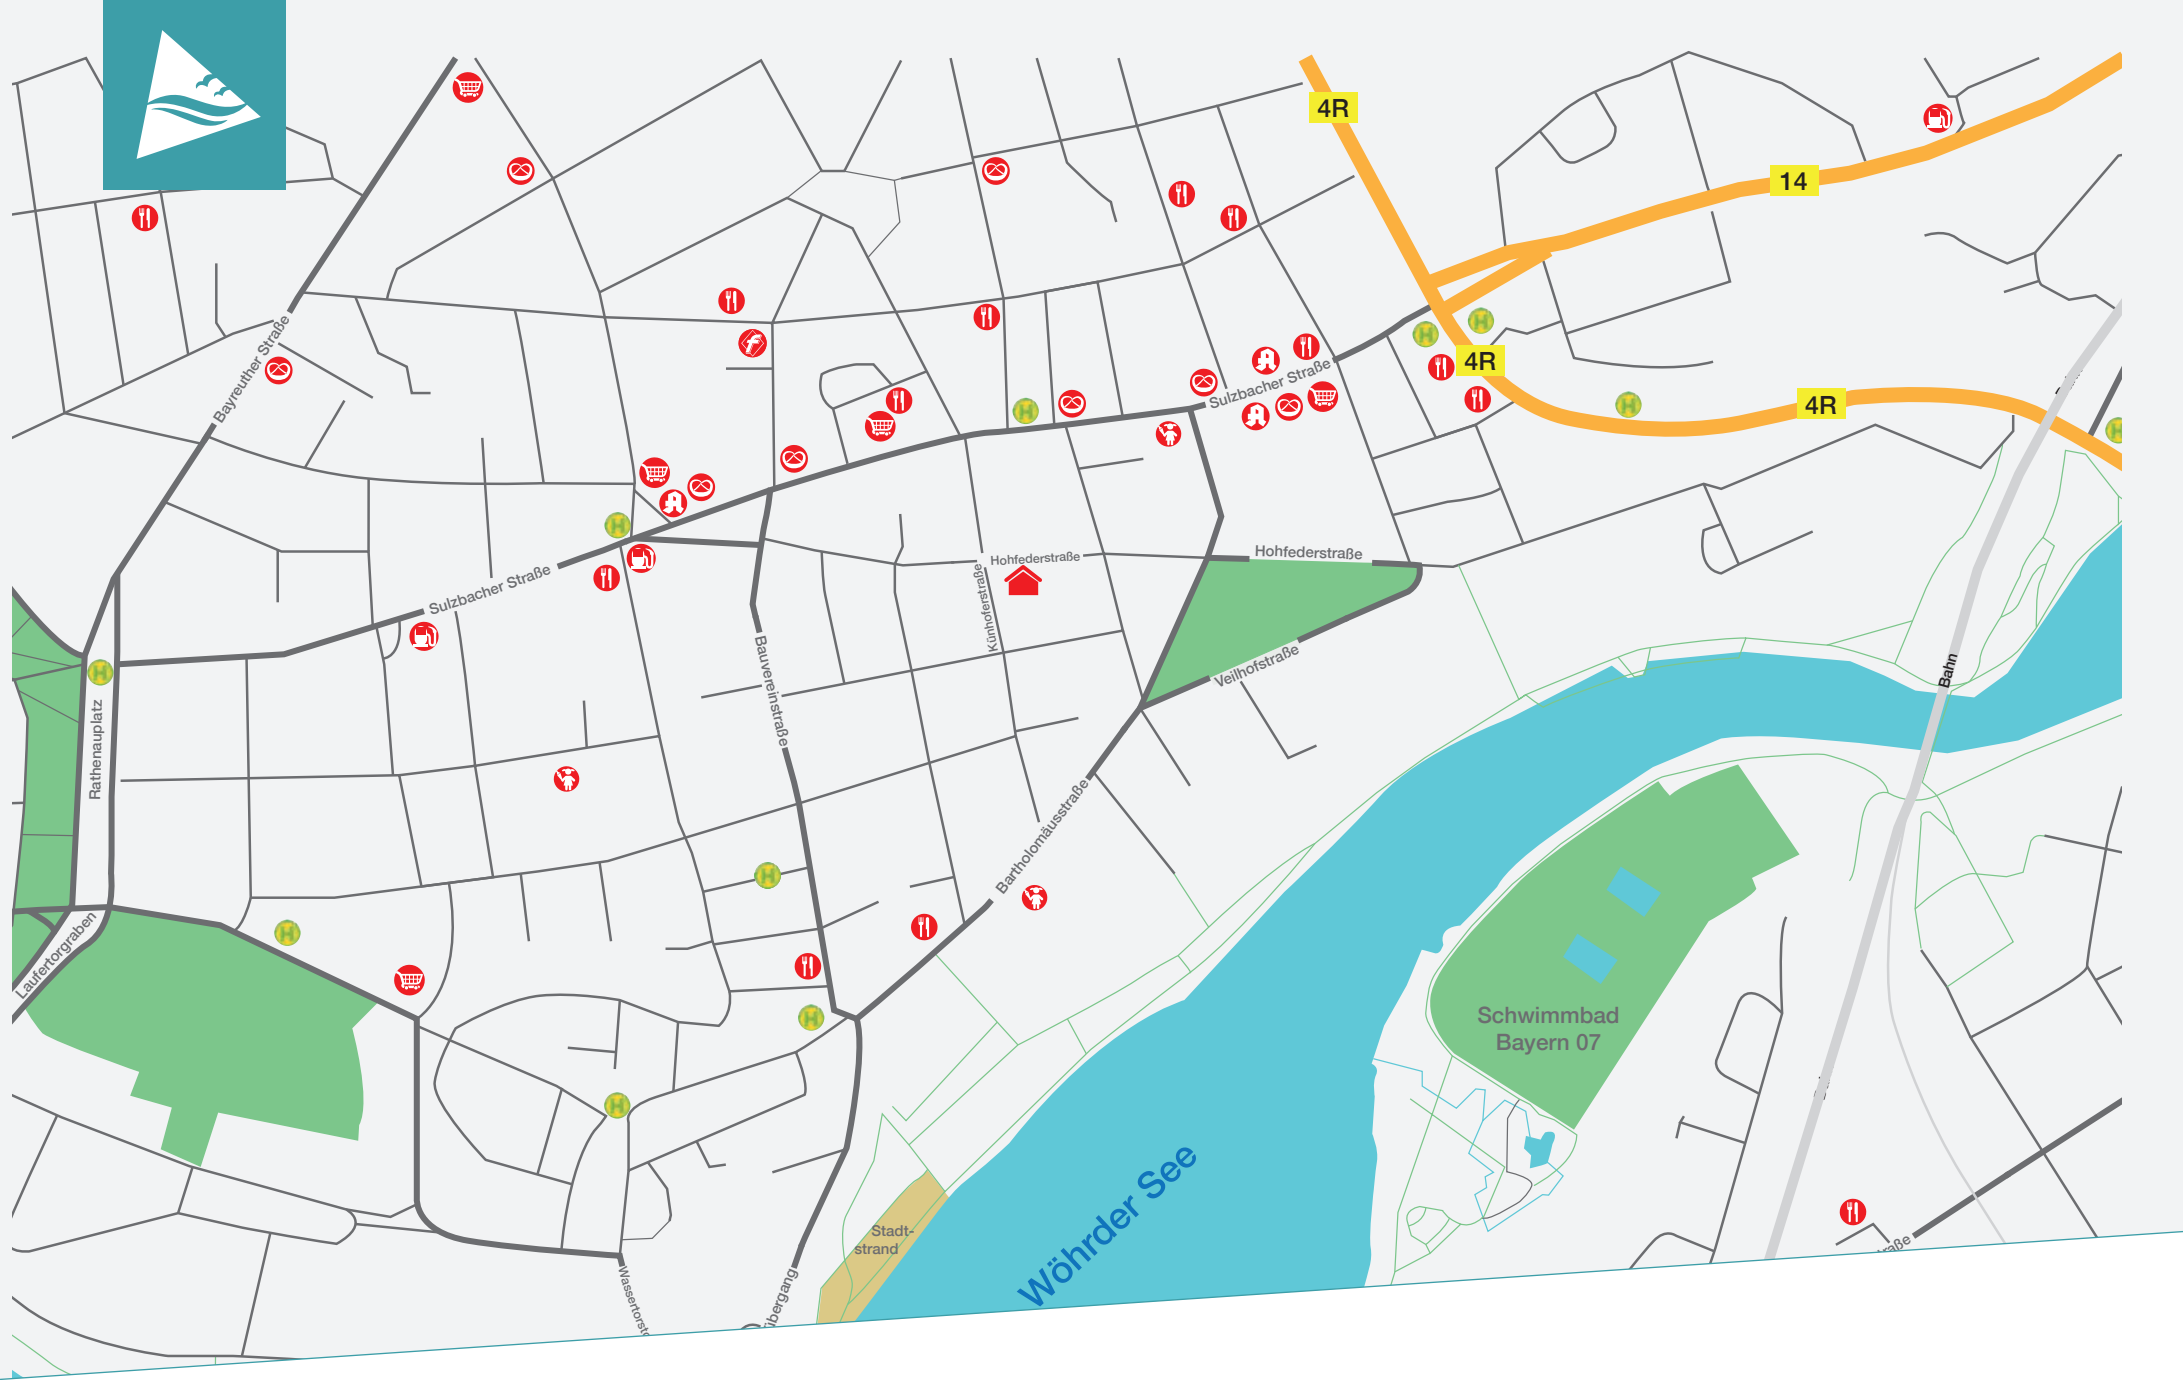 4R
14
Bayreuther Straße
Sulzbacher Straße
4R
4R
H
H
H
H
H
H
Hohfederstraße
Hohfederstraße
Sulzbacher Straße
Künhoferstraße
H
Veilhofstraße
Bauvereinstraße
Bahn
Rathenauplatz
Bartholomäusstraße
H
H
Laufertorgraben
H
Schwimmbad
Bayern 07
H
Wöhrder See
Stadt-
strand